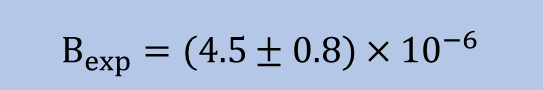 B_exp = (4.5 ± 0.8) × 10⁻⁶